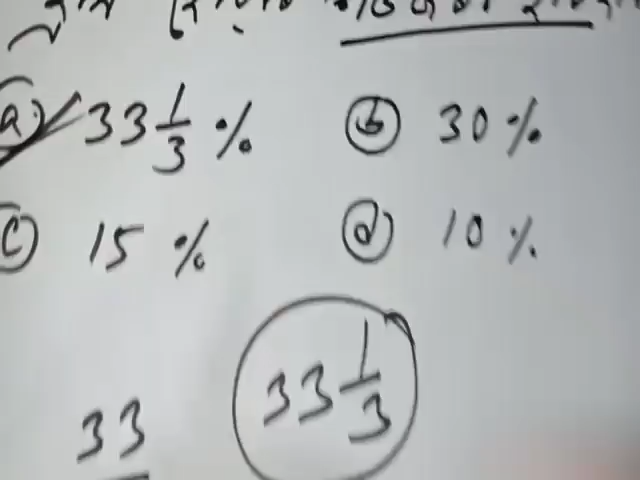 (a) 33 1/3 % (b) 30 %
(c) 15 % (d) 10 %
33 1/3
33